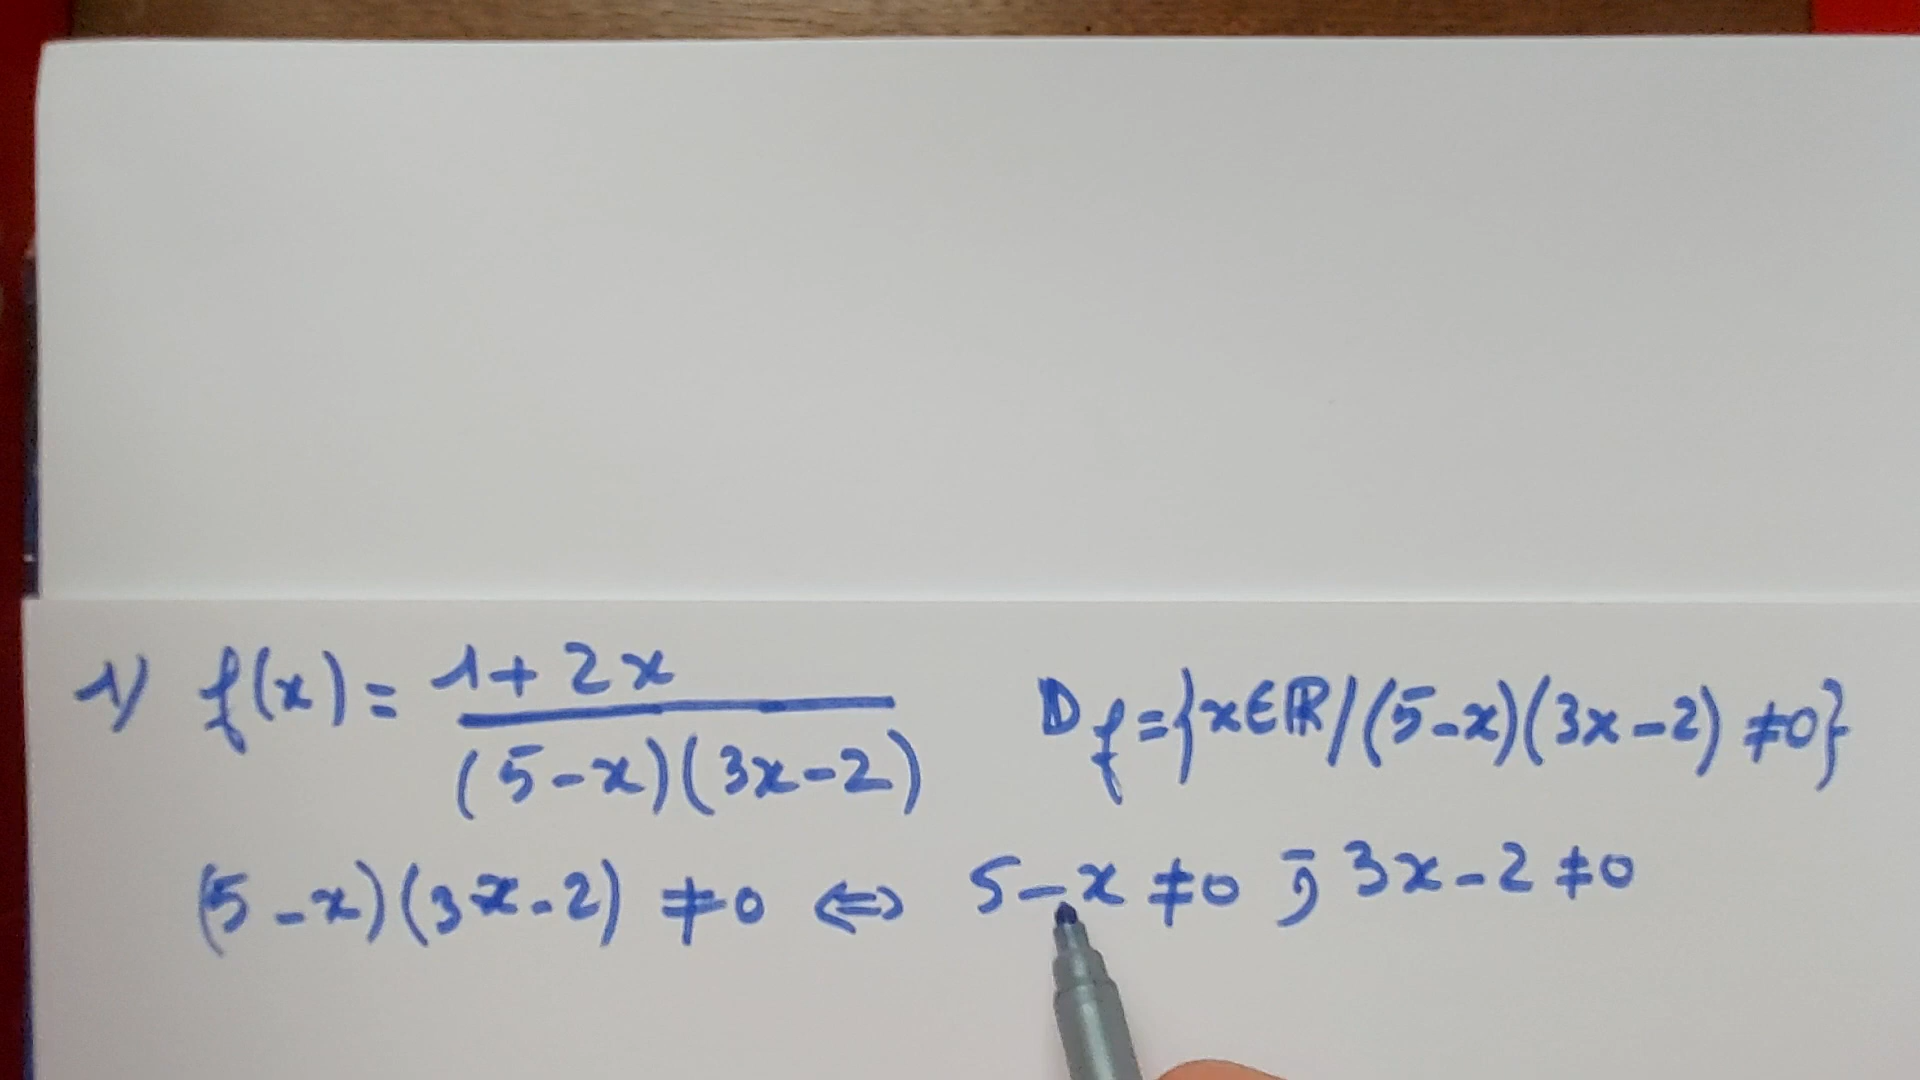 1) f(x) = 1+2x / (5-x)(3x-2) D f = {x∈ℝ/(5-x)(3x-2) ≠0}
(5-x)(3x-2) ≠0 ⇔ 5-x ≠0 و 3x-2 ≠0